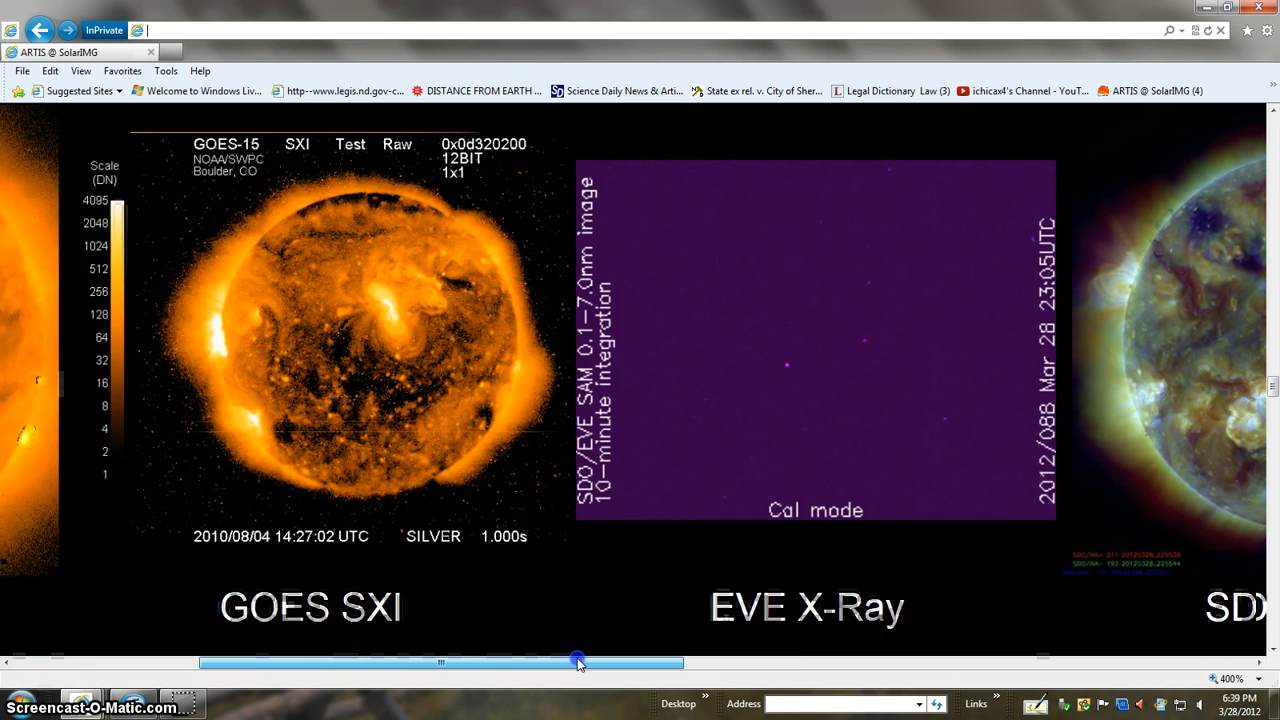 InPrivate
ARTIS @ SolarIMG
File Edit View Favorites Tools Help
Suggested Sites
Welcome to Windows Liv...
http--www.legis.nd.gov-c...
DISTANCE FROM EARTH ...
Science Daily News & Arti...
State ex rel. v. City of Sher...
Legal Dictionary Law (3)
ichicax4's Channel - YouT...
ARTIS @ SolarIMG (4)
GOES-15 SXI Test Raw 0x0d320200
NOAA/SWPC 12BIT
Boulder, CO 1x1
Scale
(DN)
4095
2048
1024
512
256
128
64
32
16
8
4
2
1
2010/08/04 14:27:02 UTC SILVER 1.000s
GOES SXI
SDO/EVE SAM 0.1-7.0nm image
10-minute integration
2012/088 Mar 28 23:05UTC
Cal mode
EVE X-Ray
SDO/AIA- 193 20120328_225544
SD
400%
Screencast-O-Matic.com
Desktop
Address
Links
6:39 PM
3/28/2012